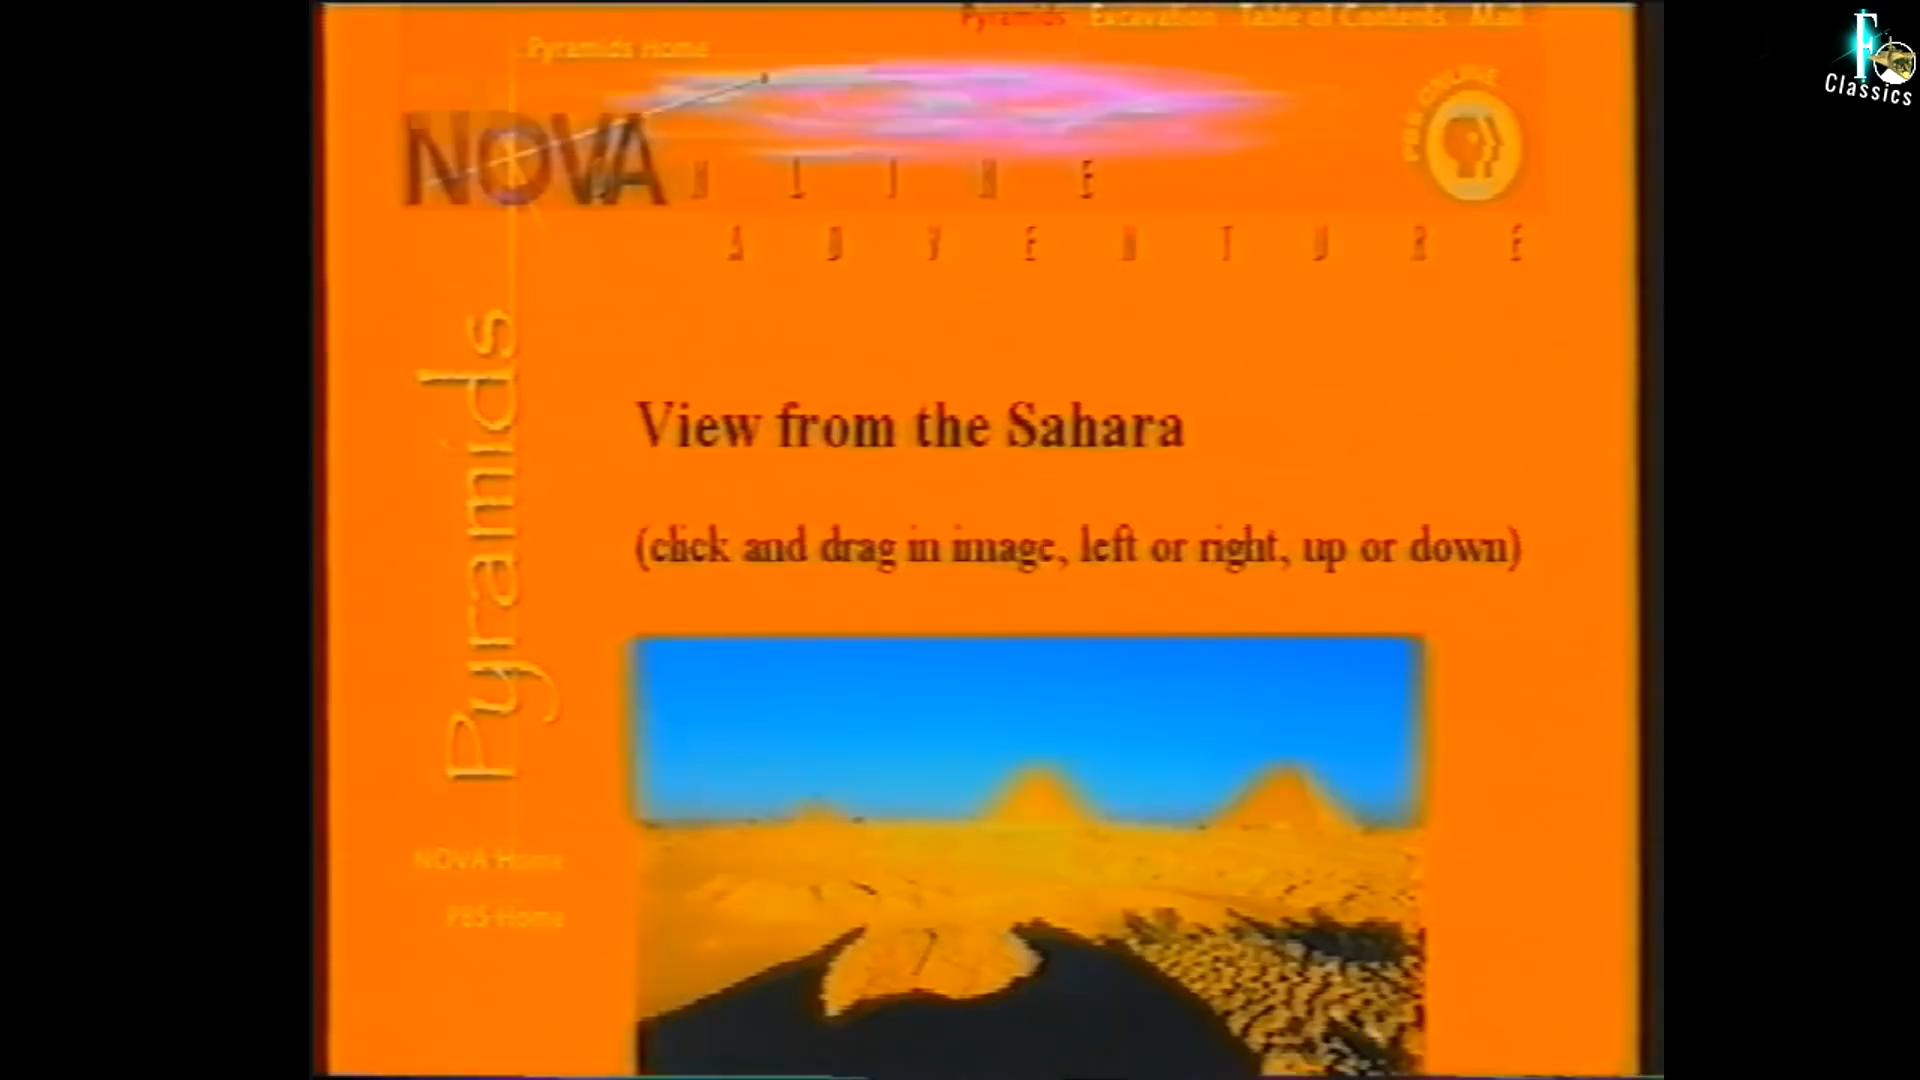 Pyramids Excavation Table of Contents Mail
Pyramids Home
PBS ONLINE
NOVA
ONLINE
ADVENTURE
Pyramids
View from the Sahara
(click and drag in image, left or right, up or down)
NOVA Home
PBS Home
F
Classics